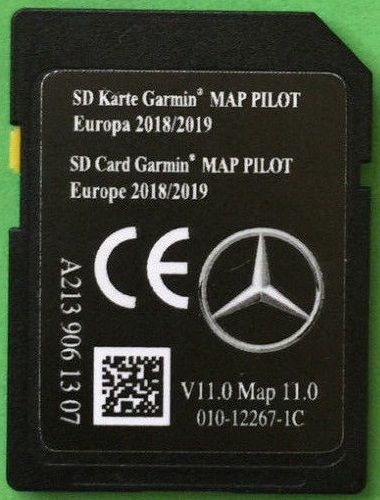 SD Karte Garmin® MAP PILOT
Europa 2018/2019
SD Card Garmin® MAP PILOT
Europe 2018/2019
CE
A213 906 13 07
V11.0 Map 11.0
010-12267-1C